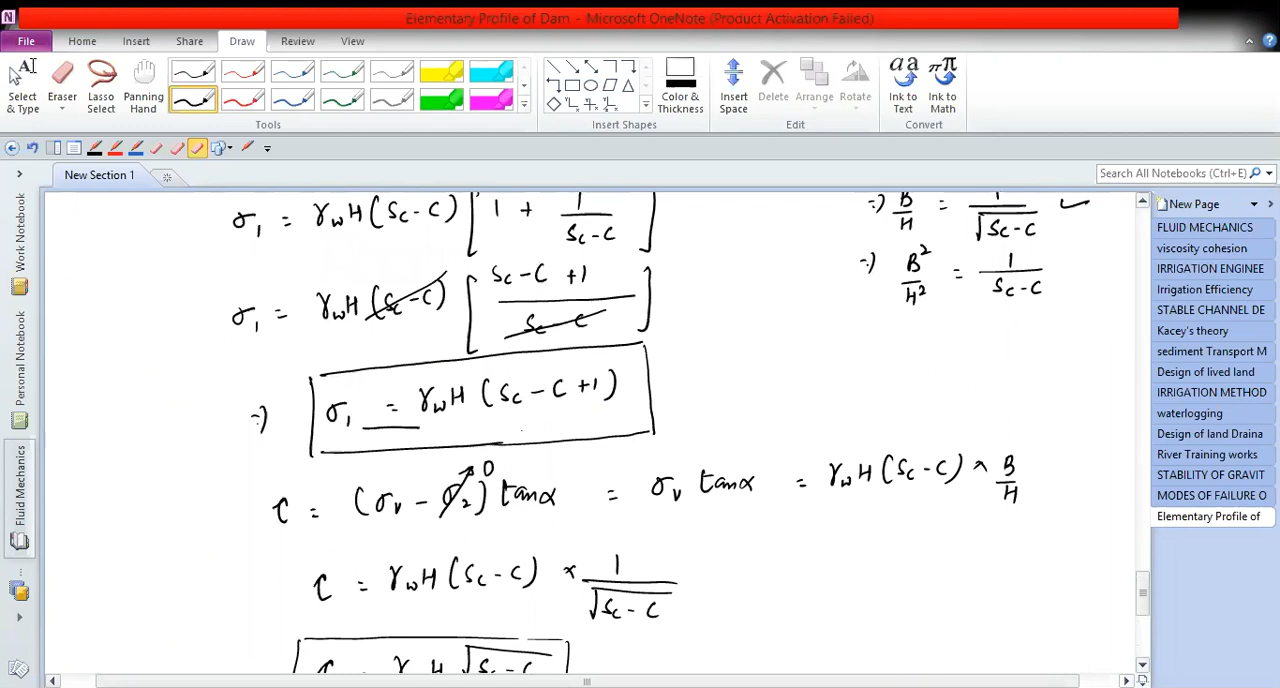 Elementary Profile of Dam - Microsoft OneNote (Product Activation Failed)
File Home Insert Share Draw Review View
Select & Type
Eraser
Lasso Select
Panning Hand
Color & Thickness
Insert Space
Delete
Arrange
Rotate
Ink to Text
Ink to Math
Tools
Insert Shapes
Edit
Convert
New Section 1
Search All Notebooks (Ctrl+E)
Work Notebook
Personal Notebook
Fluid Mechanics
σ₁ = γwH(Sc-C) [1 + 1/(Sc-C)]
σ₁ = γwH(Sc-C) [(Sc-C+1)/(Sc-C)]
=) σ₁ = γwH(Sc-C+1)
τ = (σv - σ₂)tanα = σv tanα = γwH(Sc-C) × B/H
0
τ = γwH(Sc-C) × 1/√(Sc-C)
τ = γwH √(Sc-C)
=) B/H = 1/√(Sc-C) ✓
=) B²/H² = 1/(Sc-C)
New Page
FLUID MECHANICS
viscosity cohesion
IRRIGATION ENGINEE
Irrigation Efficiency
STABLE CHANNEL DE
Kacey's theory
sediment Transport M
Design of lived land
IRRIGATION METHOD
waterlogging
Design of land Draina
River Training works
STABILITY OF GRAVIT
MODES OF FAILURE O
Elementary Profile of